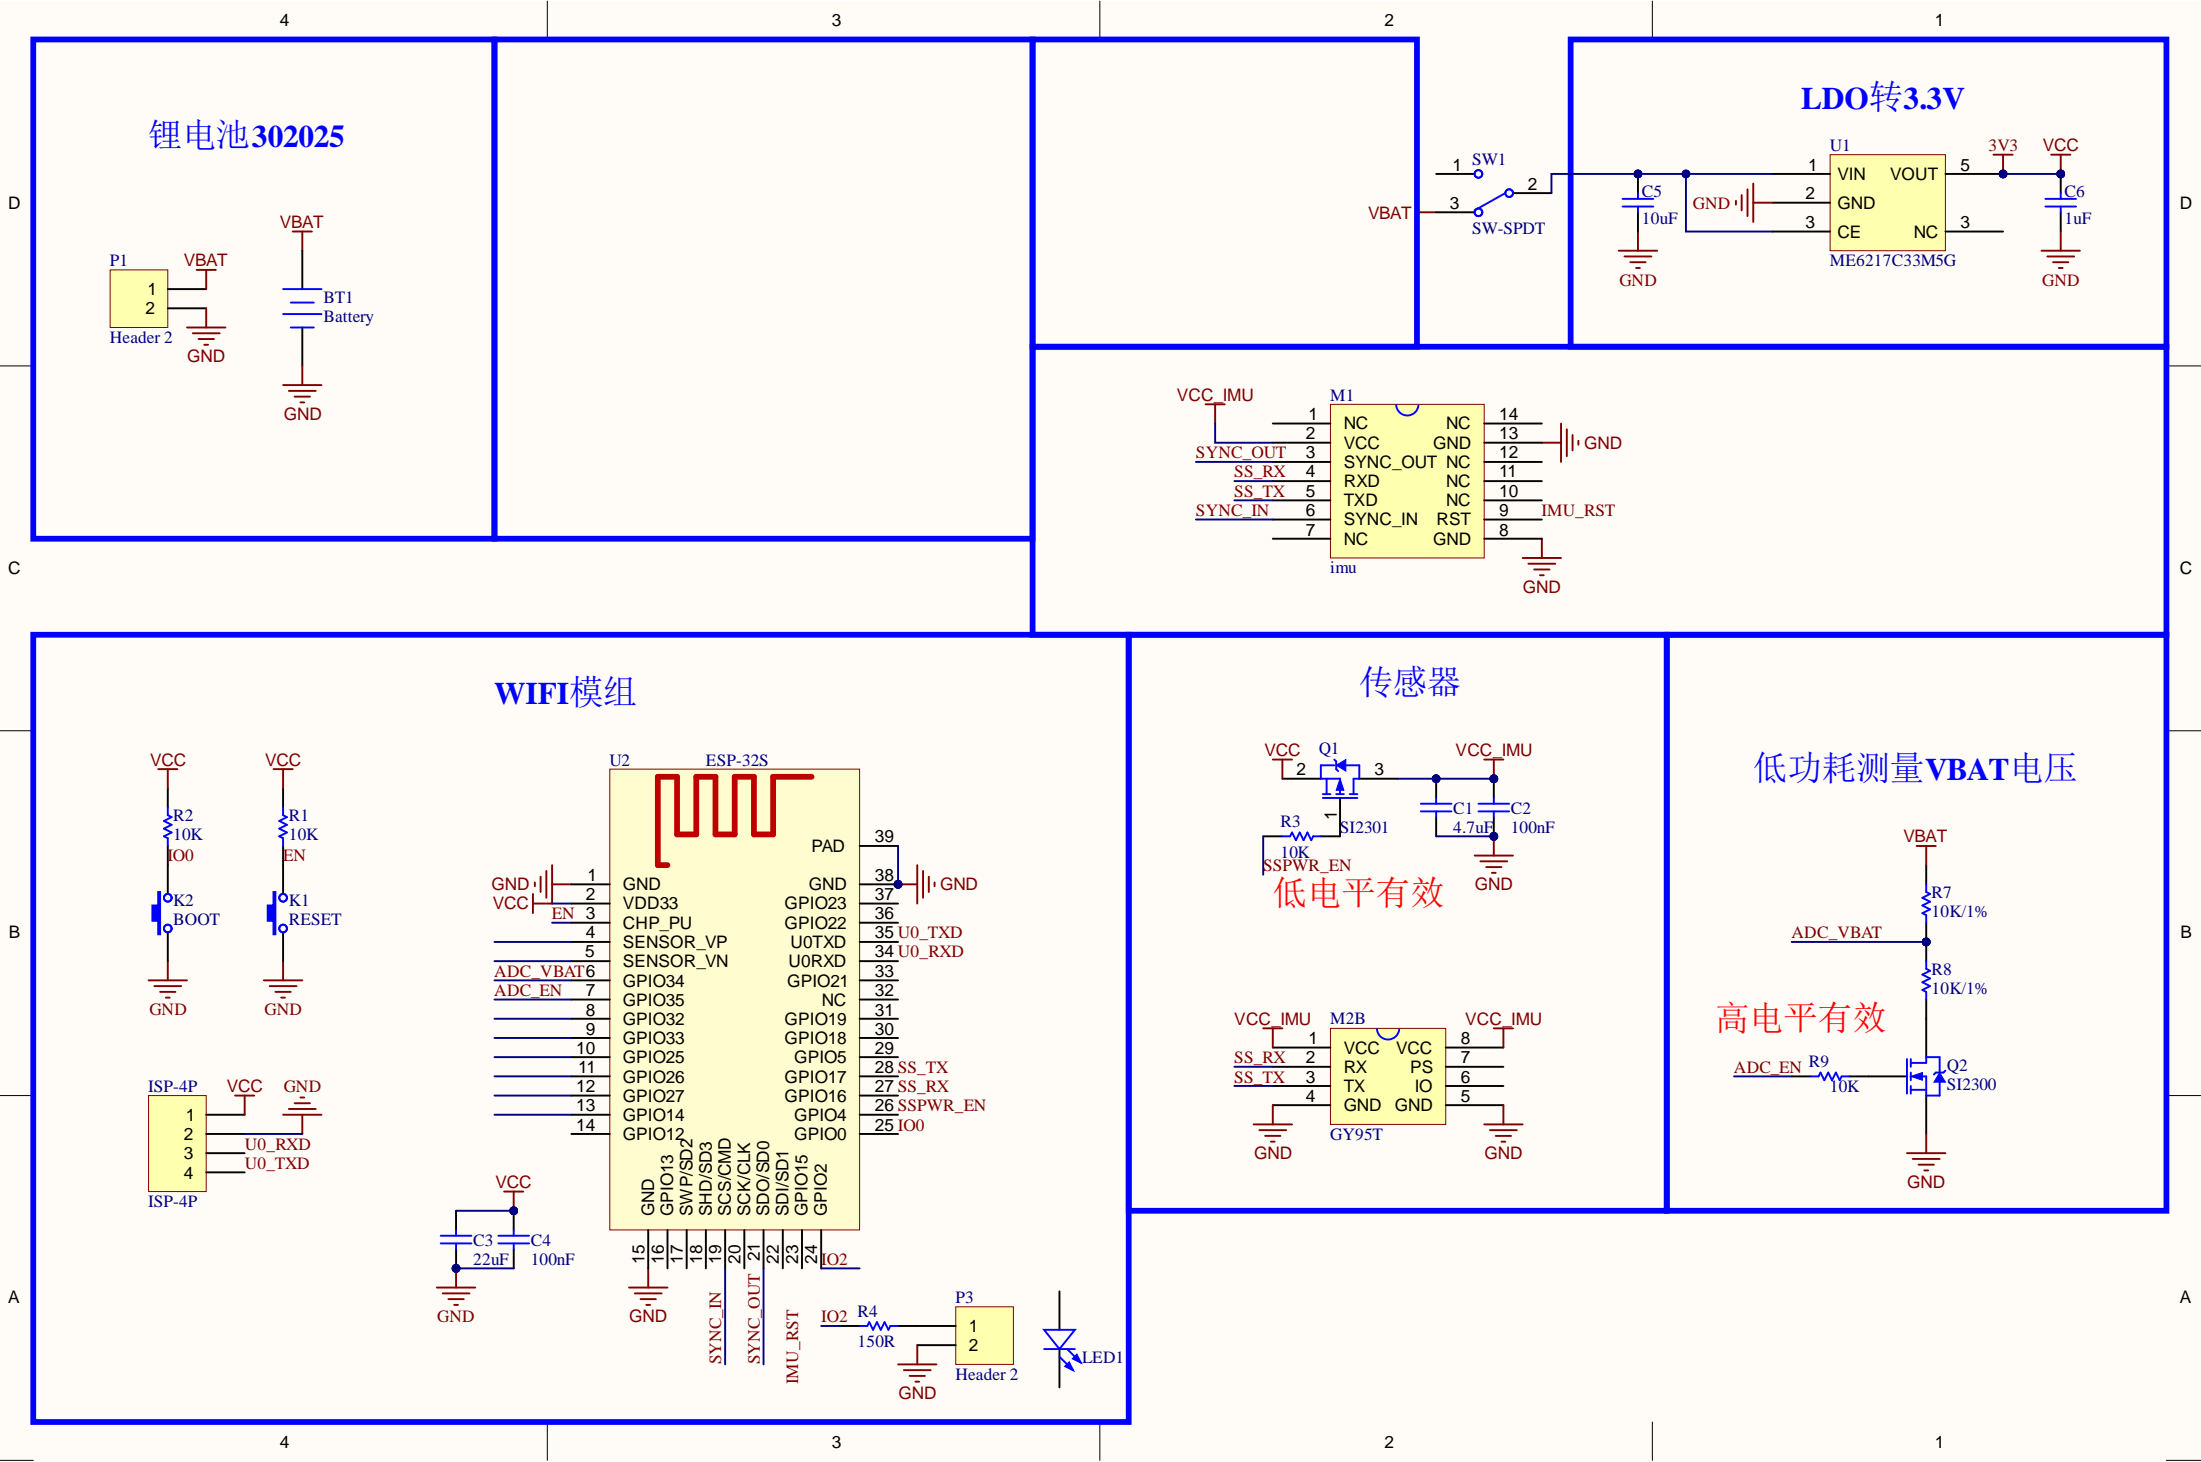 4
3
2
1
D
D
C
C
B
B
A
A
锂电池302025
P1
VBAT
1
2
Header 2
GND
VBAT
BT1
Battery
GND
VBAT
1
3
2
SW1
SW-SPDT
LDO转3.3V
C5
10uF
GND
GND
U1
1
2
3
VIN
GND
CE
VOUT
NC
5
3
ME6217C33M5G
3V3
VCC
C6
1uF
GND
VCC_IMU
SYNC_OUT
SS_RX
SS_TX
SYNC_IN
M1
1 NC
2 VCC
3 SYNC_OUT
4 RXD
5 TXD
6 SYNC_IN
7 NC
NC 14
GND 13
NC 12
NC 11
NC 10
RST 9
GND 8
imu
GND
IMU_RST
GND
WIFI模组
VCC
R2
10K
IO0
K2
BOOT
GND
VCC
R1
10K
EN
K1
RESET
GND
ISP-4P
VCC
GND
1
2
3
4
U0_RXD
U0_TXD
ISP-4P
VCC
C3
22uF
C4
100nF
GND
U2
ESP-32S
GND
VCC
EN
ADC_VBAT
ADC_EN
1 GND
2 VDD33
3 CHP_PU
4 SENSOR_VP
5 SENSOR_VN
6 GPIO34
7 GPIO35
8 GPIO32
9 GPIO33
10 GPIO25
11 GPIO26
12 GPIO27
13 GPIO14
14 GPIO12
PAD 39
GND 38
GPIO23 37
GPIO22 36
U0TXD 35 U0_TXD
U0RXD 34 U0_RXD
GPIO21 33
NC 32
GPIO19 31
GPIO18 30
GPIO5 29
GPIO17 28 SS_TX
GPIO16 27 SS_RX
GPIO4 26 SSPWR_EN
GPIO0 25 IO0
GND
GND 15
GPIO13 16
SWP/SD2 17
SHD/SD3 18
SCS/CMD 19
SCK/CLK 20
SDO/SD0 21
SDI/SD1 22
GPIO15 23
GPIO2 24
GND
SYNC_IN
SYNC_OUT
IMU_RST
IO2
IO2
R4
150R
GND
P3
1
2
Header 2
LED1
传感器
VCC
2
Q1
3
1
SI2301
R3
10K
SSPWR_EN
低电平有效
VCC_IMU
C1
4.7uF
C2
100nF
GND
VCC_IMU
SS_RX
SS_TX
GND
M2B
1 VCC
2 RX
3 TX
4 GND
VCC 8
PS 7
IO 6
GND 5
GY95T
VCC_IMU
GND
低功耗测量VBAT电压
VBAT
R7
10K/1%
ADC_VBAT
R8
10K/1%
高电平有效
ADC_EN
R9
10K
Q2
SI2300
GND
4
3
2
1